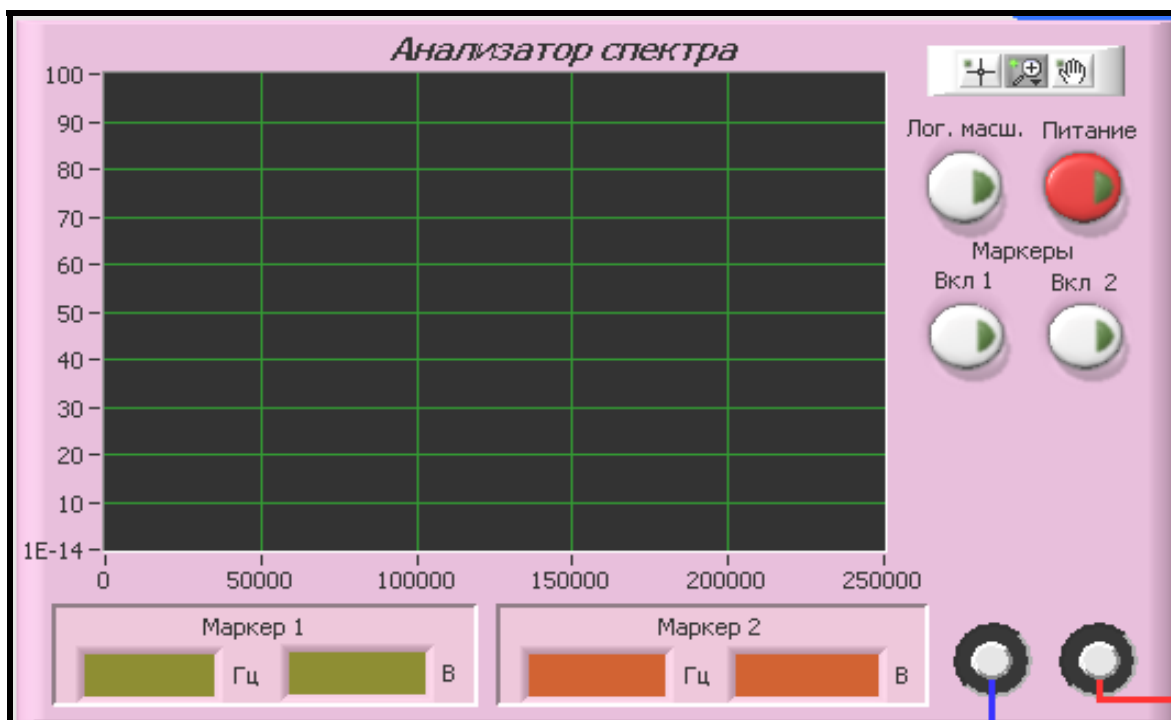 Анализатор спектра
100
90
80
70
60
50
40
30
20
10
1E-14
0 50000 100000 150000 200000 250000
Лог. масш. Питание
Маркеры
Вкл 1 Вкл 2
Маркер 1
Гц В
Маркер 2
Гц В